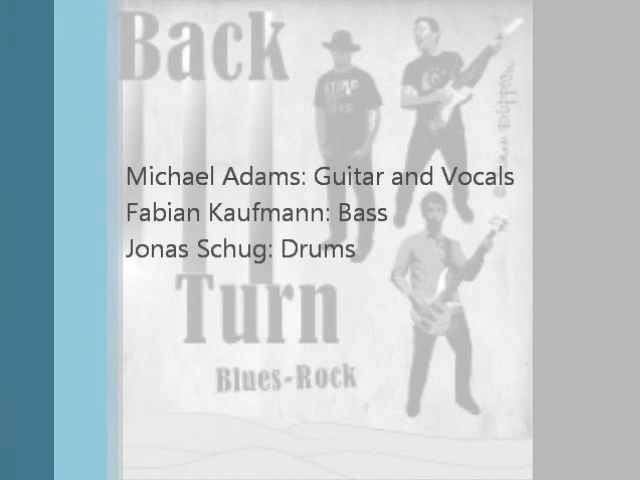 Back
Michael Adams: Guitar and Vocals
Fabian Kaufmann: Bass
Jonas Schug: Drums
Turn
Blues-Rock